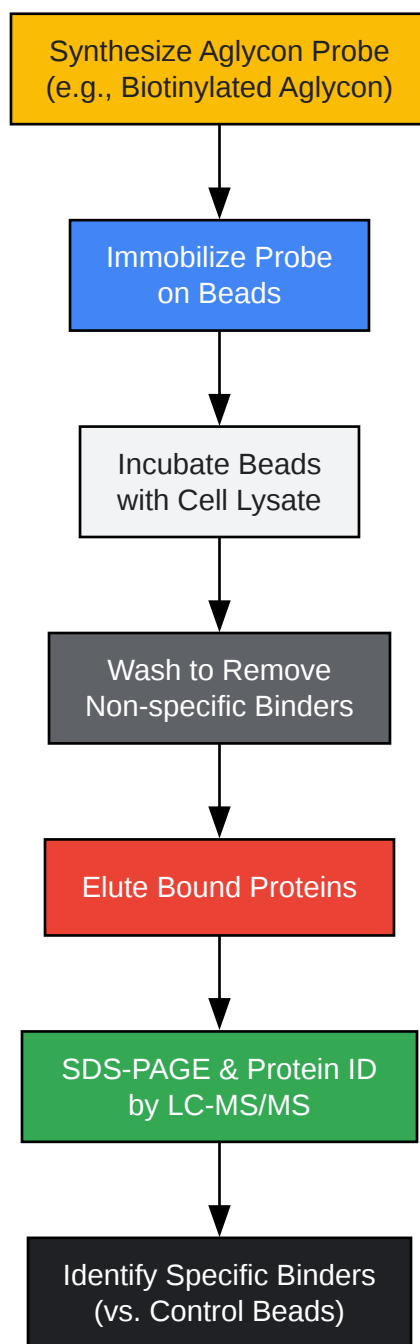 Synthesize Aglycon Probe
(e.g., Biotinylated Aglycon)
Immobilize Probe
on Beads
Incubate Beads
with Cell Lysate
Wash to Remove
Non-specific Binders
Elute Bound Proteins
SDS-PAGE & Protein ID
by LC-MS/MS
Identify Specific Binders
(vs. Control Beads)